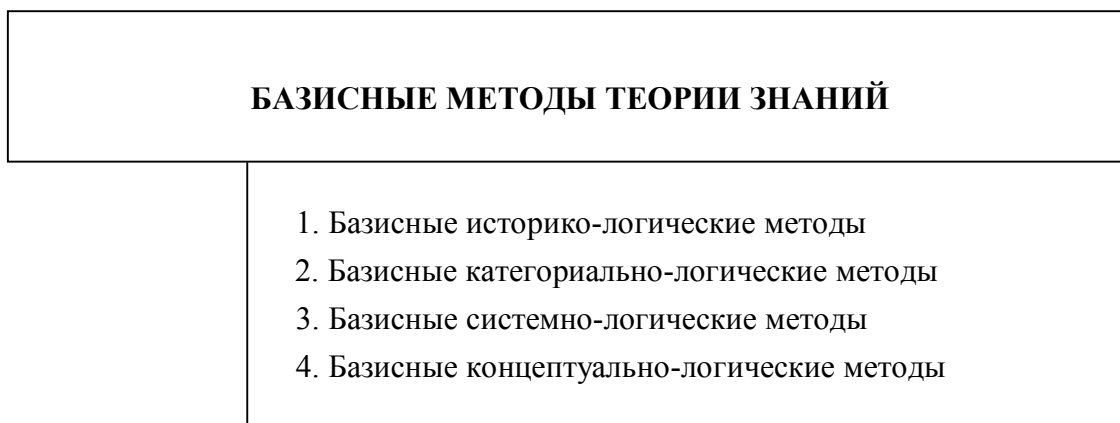 БАЗИСНЫЕ МЕТОДЫ ТЕОРИИ ЗНАНИЙ
1. Базисные историко-логические методы
2. Базисные категориально-логические методы
3. Базисные системно-логические методы
4. Базисные концептуально-логические методы